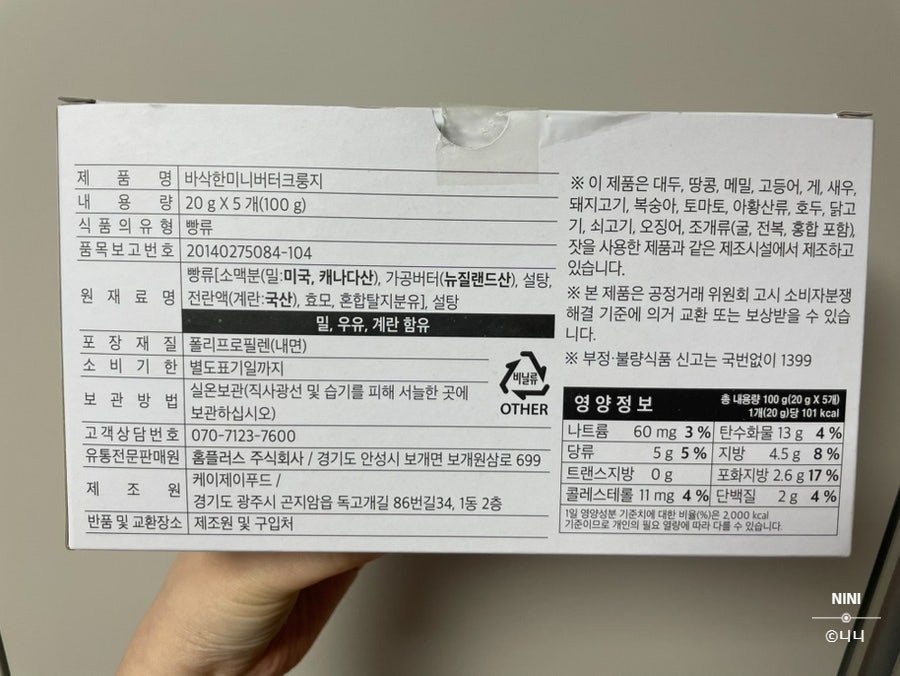 제 품 명 바삭한미니버터크룽지
내 용 량 20 g X 5 개(100 g)
식품의유형 빵류
품목보고번호 20140275084-104
원 재 료 명 빵류[소맥분(밀:미국, 캐나다산), 가공버터(뉴질랜드산), 설탕,
전란액(계란:국산), 효모, 혼합탈지분유], 설탕
밀, 우유, 계란 함유
포 장 재 질 폴리프로필렌(내면)
소 비 기 한 별도표기일까지
보 관 방 법 실온보관(직사광선 및 습기를 피해 서늘한 곳에
보관하십시오)
비닐류
OTHER
고객상담번호 070-7123-7600
유통전문판매원 홈플러스 주식회사 / 경기도 안성시 보개면 보개원삼로 699
제 조 원 케이제이푸드 /
경기도 광주시 곤지암읍 독고개길 86번길34, 1동 2층
반품 및 교환장소 제조원 및 구입처
※ 이 제품은 대두, 땅콩, 메밀, 고등어, 게, 새우,
돼지고기, 복숭아, 토마토, 아황산류, 호두, 닭고
기, 쇠고기, 오징어, 조개류(굴, 전복, 홍합 포함),
잣을 사용한 제품과 같은 제조시설에서 제조하고
있습니다.
※ 본 제품은 공정거래 위원회 고시 소비자분쟁
해결 기준에 의거 교환 또는 보상받을 수 있습
니다.
※ 부정·불량식품 신고는 국번없이 1399
영양정보 총 내용량 100 g(20 g X 5개)
1개(20 g)당 101 kcal
나트륨 60 mg 3 % 탄수화물 13 g 4 %
당류 5 g 5 % 지방 4.5 g 8 %
트랜스지방 0 g 포화지방 2.6 g 17 %
콜레스테롤 11 mg 4 % 단백질 2 g 4 %
1일 영양성분 기준치에 대한 비율(%)은 2,000 kcal
기준이므로 개인의 필요 열량에 따라 다를 수 있습니다.
NINI
©냐냐